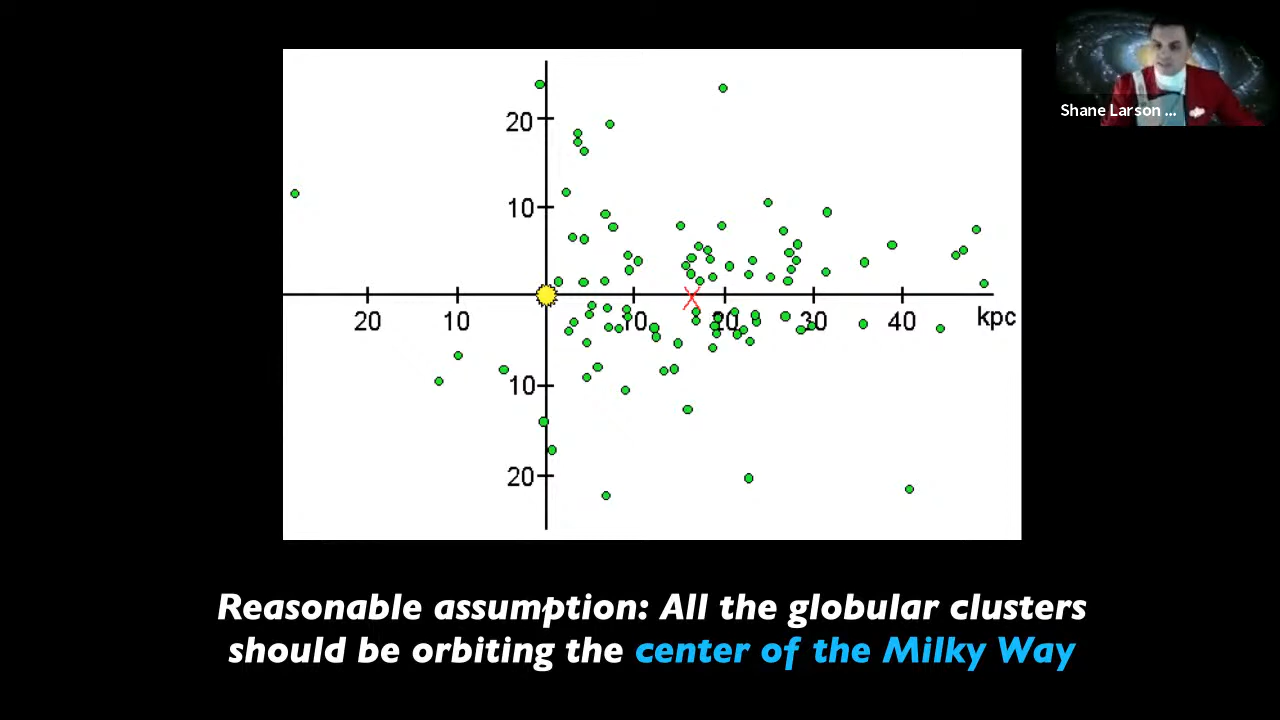 Shane Larson ...
20
10
20 10 10 20 30 40 kpc
10
20
Reasonable assumption: All the globular clusters
should be orbiting the center of the Milky Way